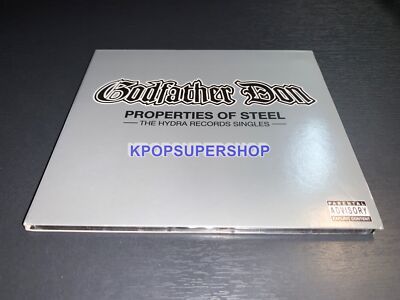 Godfather Don
PROPERTIES OF STEEL
THE HYDRA RECORDS SINGLES
KPOPSUPERSHOP
PARENTAL
ADVISORY
EXPLICIT CONTENT